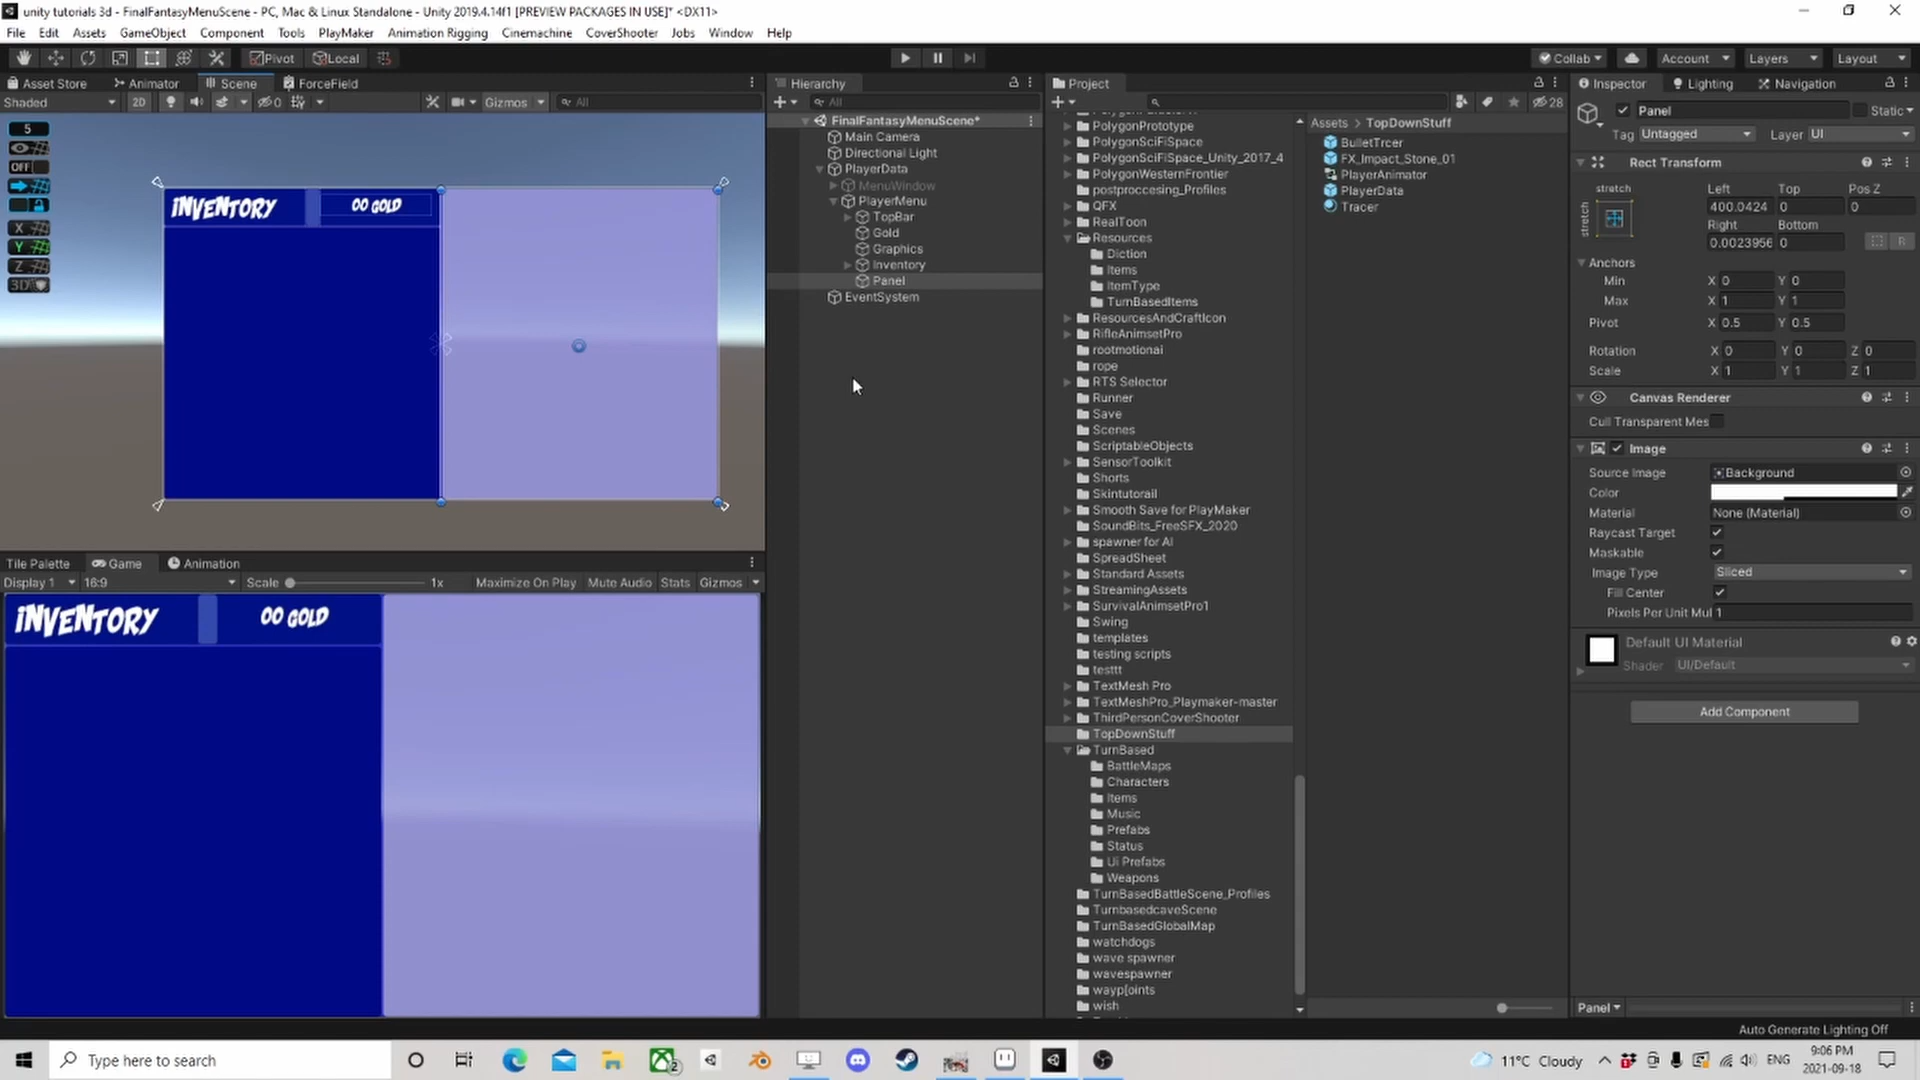 unity tutorials 3d - FinalFantasyMenuScene - PC, Mac & Linux Standalone - Unity 2019.4.14f1 [PREVIEW PACKAGES IN USE]* <DX11>
File Edit Assets GameObject Component Tools PlayMaker Animation Rigging Cinemachine CoverShooter Jobs Window Help
Pivot Local Collab Account Layers Layout
Asset Store Animator Scene ForceField
Shaded 2D 0 Gizmos All
5
OFF
X
Y
Z
3D
INVENTORY 00 GOLD
Tile Palette Game Animation
Display 1 16:9 Scale 1x Maximize On Play Mute Audio Stats Gizmos
INVENTORY 00 GOLD
Hierarchy
All
FinalFantasyMenuScene*
Main Camera
Directional Light
PlayerData
MenuWindow
PlayerMenu
TopBar
Gold
Graphics
Inventory
Panel
EventSystem
Project
28
PolygonPrototype
PolygonSciFiSpace
PolygonSciFiSpace_Unity_2017_4
PolygonWesternFrontier
postproccesing_Profiles
QFX
RealToon
Resources
Diction
Items
ItemType
TurnBasedItems
ResourcesAndCraftIcon
RifleAnimsetPro
rootmotionai
rope
RTS Selector
Runner
Save
Scenes
ScriptableObjects
SensorToolkit
Shorts
Skintutorail
Smooth Save for PlayMaker
SoundBits_FreeSFX_2020
spawner for AI
SpreadSheet
Standard Assets
StreamingAssets
SurvivalAnimsetPro1
Swing
templates
testing scripts
testtt
TextMesh Pro
TextMeshPro_Playmaker-master
ThirdPersonCoverShooter
TopDownStuff
TurnBased
BattleMaps
Characters
Items
Music
Prefabs
Status
Ui Prefabs
Weapons
TurnBasedBattleScene_Profiles
TurnbasedcaveScene
TurnBasedGlobalMap
watchdogs
wave spawner
wavespawner
wayp[oints
wish
Assets > TopDownStuff
BulletTrcer
FX_Impact_Stone_01
PlayerAnimator
PlayerData
Tracer
Inspector Lighting Navigation
Panel Static
Tag Untagged Layer UI
Rect Transform
stretch Left Top Pos Z
stretch 400.0424 0 0
Right Bottom
0.0023956 0 R
Anchors
Min X 0 Y 0
Max X 1 Y 1
Pivot X 0.5 Y 0.5
Rotation X 0 Y 0 Z 0
Scale X 1 Y 1 Z 1
Canvas Renderer
Cull Transparent Mes
Image
Source Image Background
Color
Material None (Material)
Raycast Target
Maskable
Image Type Sliced
Fill Center
Pixels Per Unit Mul 1
Default UI Material
Shader UI/Default
Add Component
Panel
Auto Generate Lighting Off
Type here to search
2
11°C Cloudy ENG 9:06 PM
2021-09-18